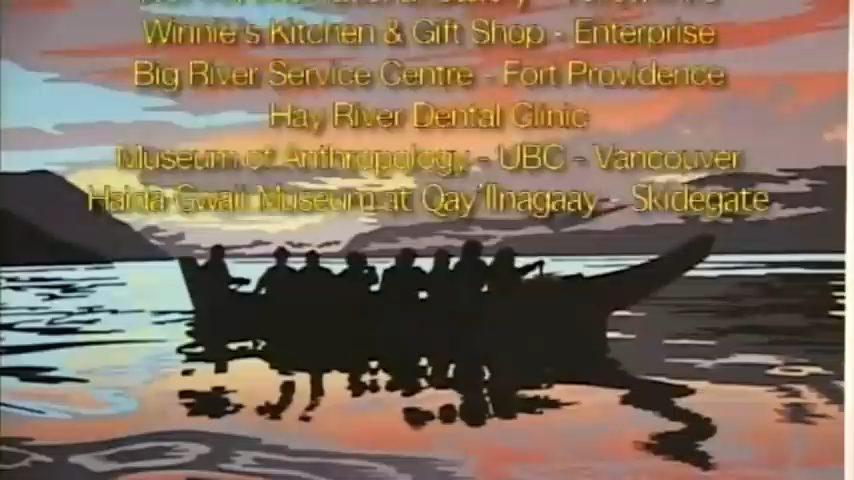 Winnie's Kitchen & Gift Shop - Enterprise
Big River Service Centre - Fort Providence
Hay River Dental Clinic
Museum of Anthropology - UBC - Vancouver
Haida Gwaii Museum at Qay'llnagaay - Skidegate